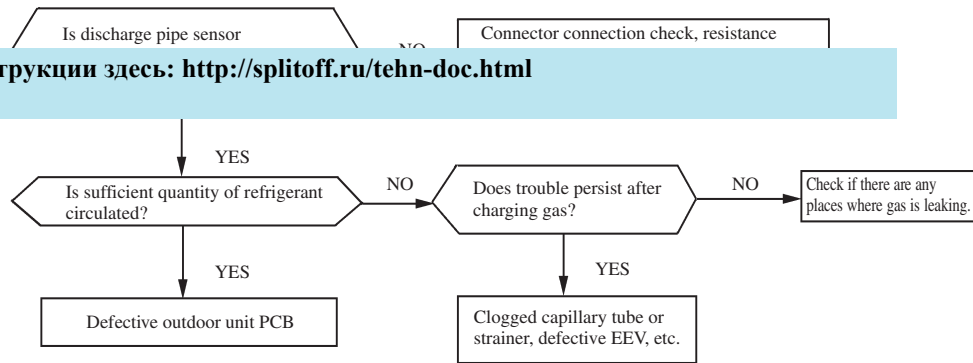 Is discharge pipe sensor
NO
Connector connection check, resistance
трукции здесь: http://splitoff.ru/tehn-doc.html
YES
Is sufficient quantity of refrigerant
circulated?
NO
Does trouble persist after
charging gas?
NO
Check if there are any
places where gas is leaking.
YES
YES
Defective outdoor unit PCB
Clogged capillary tube or
strainer, defective EEV, etc.